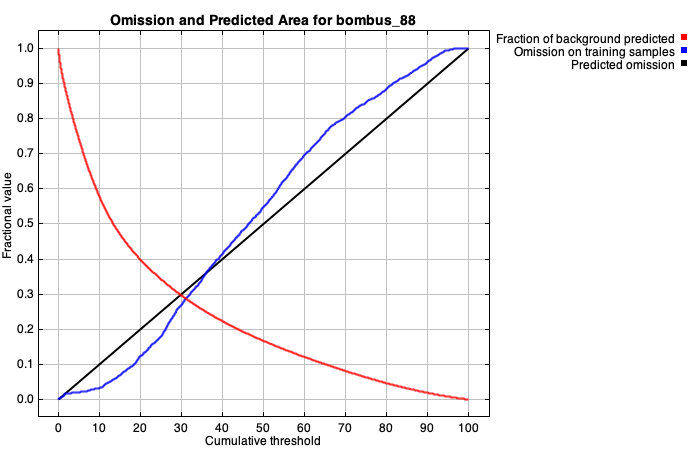 Omission and Predicted Area for bombus_88
Fraction of background predicted
Omission on training samples
Predicted omission
Fractional value
1.0
0.9
0.8
0.7
0.6
0.5
0.4
0.3
0.2
0.1
0.0
0 10 20 30 40 50 60 70 80 90 100
Cumulative threshold